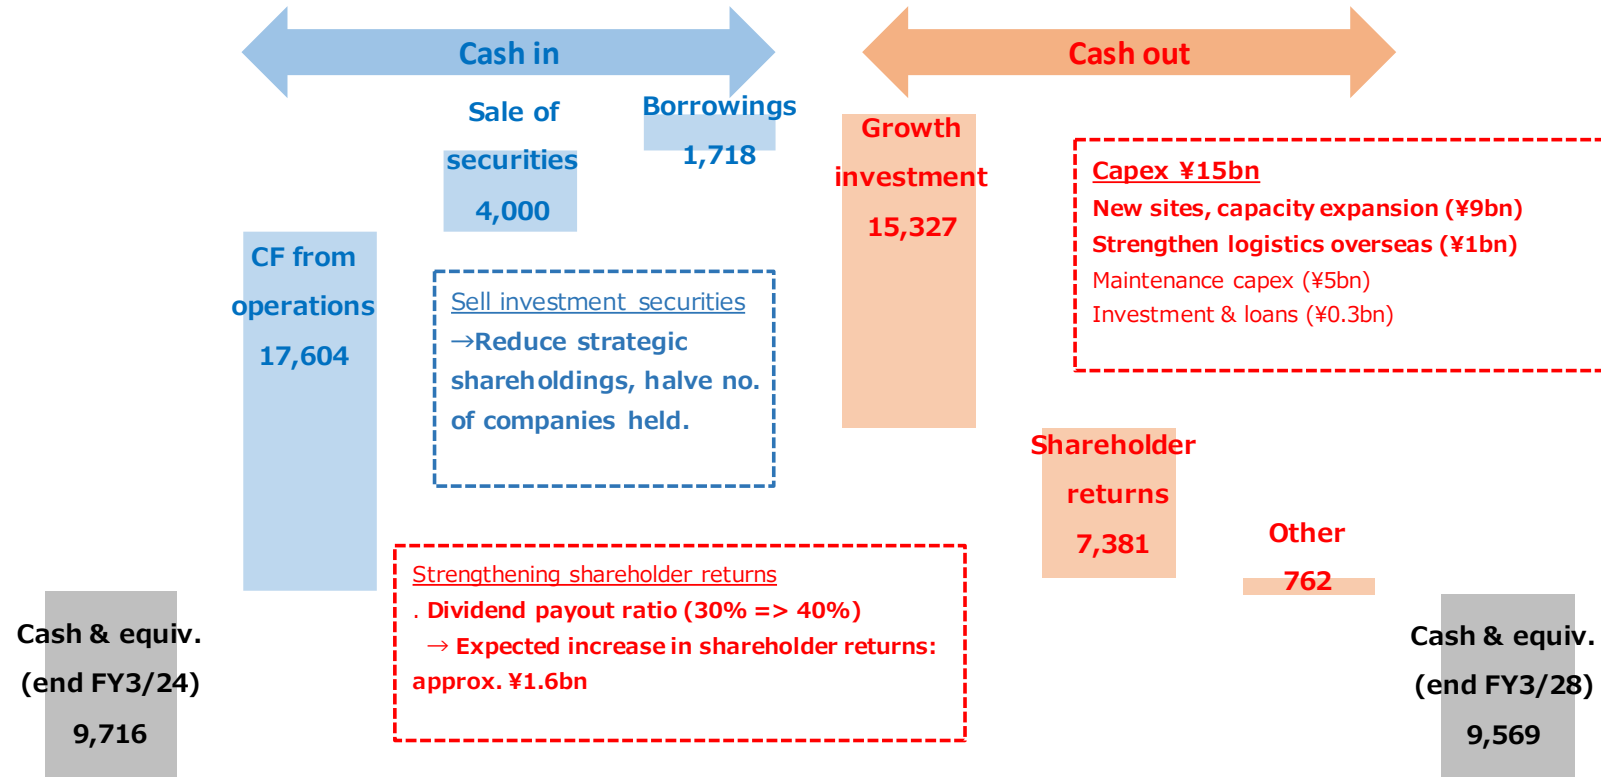 Cash in
Cash out
Sale of
securities
4,000
Borrowings
1,718
Growth
investment
15,327
Capex ¥15bn
New sites, capacity expansion (¥9bn)
Strengthen logistics overseas (¥1bn)
Maintenance capex (¥5bn)
Investment & loans (¥0.3bn)
CF from
operations
17,604
Sell investment securities
→Reduce strategic
shareholdings, halve no.
of companies held.
Shareholder
returns
7,381
Other
762
Strengthening shareholder returns
. Dividend payout ratio (30% => 40%)
→ Expected increase in shareholder returns:
approx. ¥1.6bn
Cash & equiv.
(end FY3/24)
9,716
Cash & equiv.
(end FY3/28)
9,569